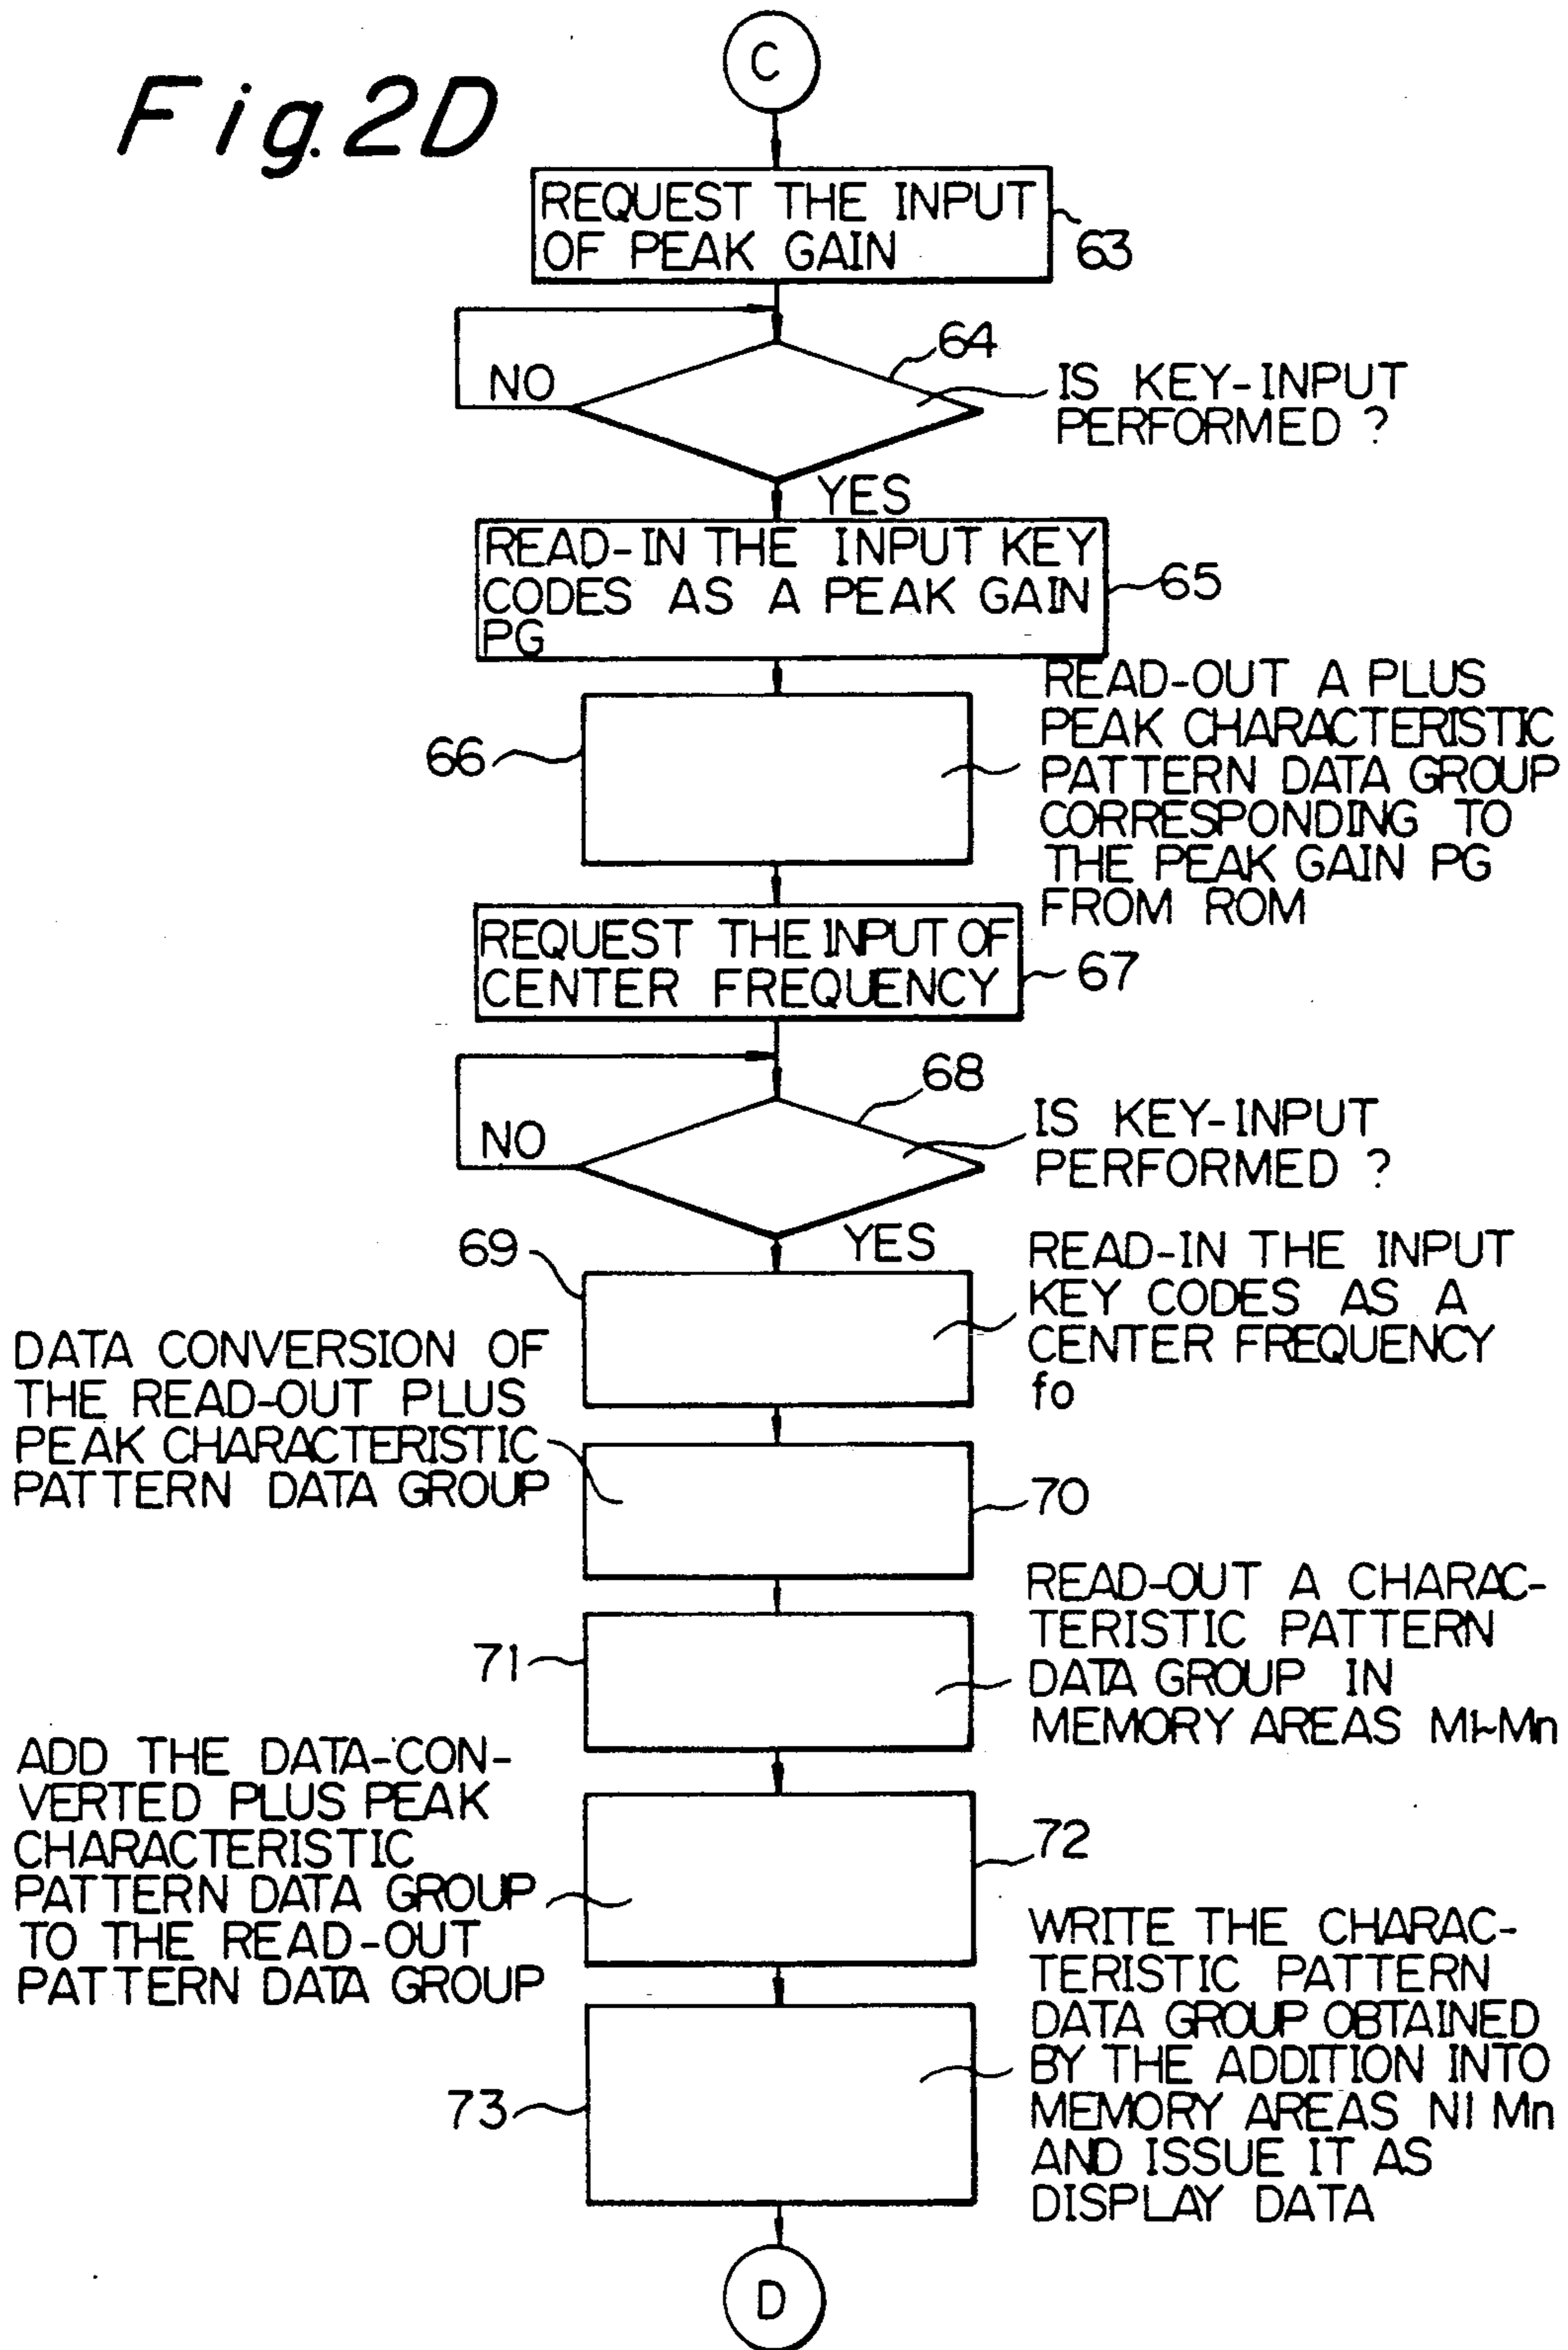 C
Fig. 2D
REQUEST THE INPUT
OF PEAK GAIN
63
64
NO
IS KEY-INPUT
PERFORMED ?
YES
READ-IN THE INPUT KEY
CODES AS A PEAK GAIN
PG
65
66
READ-OUT A PLUS
PEAK CHARACTERISTIC
PATTERN DATA GROUP
CORRESPONDING TO
THE PEAK GAIN PG
FROM ROM
REQUEST THE INPUT OF
CENTER FREQUENCY
67
68
NO
IS KEY-INPUT
PERFORMED ?
YES
69
READ-IN THE INPUT
KEY CODES AS A
CENTER FREQUENCY
fo
DATA CONVERSION OF
THE READ-OUT PLUS
PEAK CHARACTERISTIC
PATTERN DATA GROUP
70
71
READ-OUT A CHARAC-
TERISTIC PATTERN
DATA GROUP IN
MEMORY AREAS M1~Mn
ADD THE DATA-CON-
VERTED PLUS PEAK
CHARACTERISTIC
PATTERN DATA GROUP
TO THE READ-OUT
PATTERN DATA GROUP
72
73
WRITE THE CHARAC-
TERISTIC PATTERN
DATA GROUP OBTAINED
BY THE ADDITION INTO
MEMORY AREAS N1 Mn
AND ISSUE IT AS
DISPLAY DATA
D